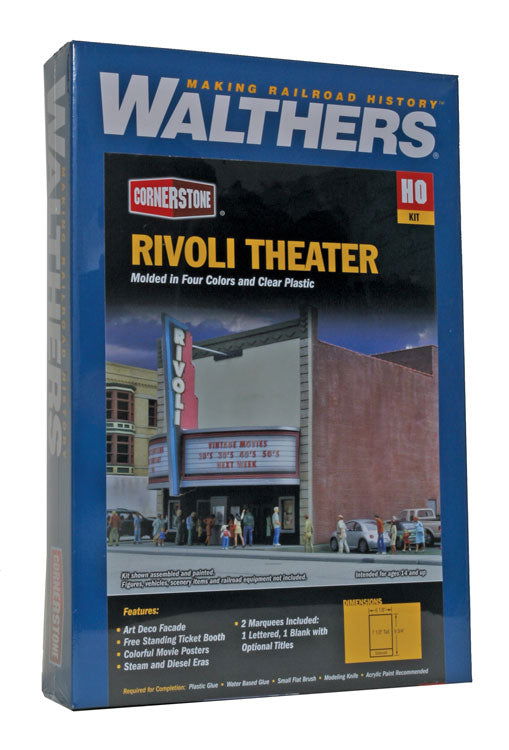 MAKING RAILROAD HISTORY™
WALTHERS®
CORNERSTONE®
HO
KIT
RIVOLI THEATER
Molded in Four Colors and Clear Plastic
RIVOLI
VINTAGE MOVIES
30'S 30'S 40'S 50'S
NEXT WEEK
Kit shown assembled and painted.
Figures, vehicles, scenery items and railroad equipment not included.
Intended for ages 14 and up
Features:
• Art Deco Facade
• Free Standing Ticket Booth
• Colorful Movie Posters
• Steam and Diesel Eras
• 2 Marquees Included:
1 Lettered, 1 Blank with
Optional Titles
DIMENSIONS
Required for Completion: Plastic Glue • Water Based Glue • Small Flat Brush • Modeling Knife • Acrylic Paint Recommended
MAKING RAILROAD HISTORY
WALTHERS
CORNERSTONE